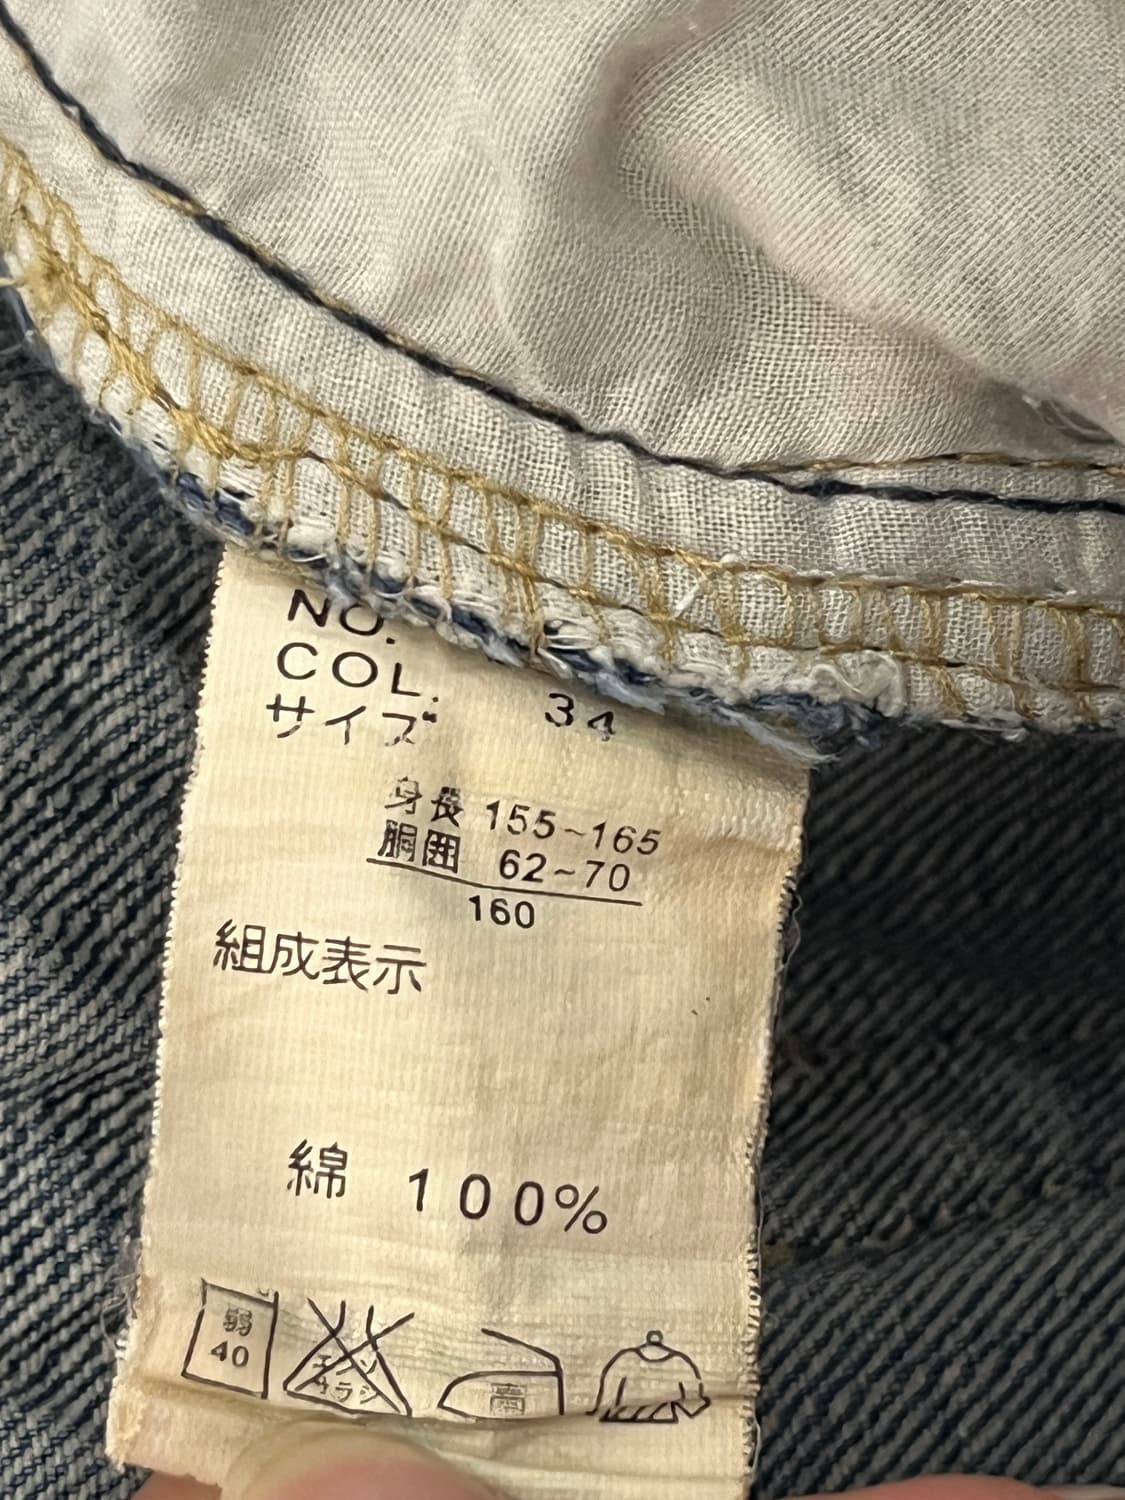 NO.
COL. 34
サイズ
身長 155~165
胴囲 62~70
160
組成表示
綿 100%
弱
40
エンソ
サラシ
高